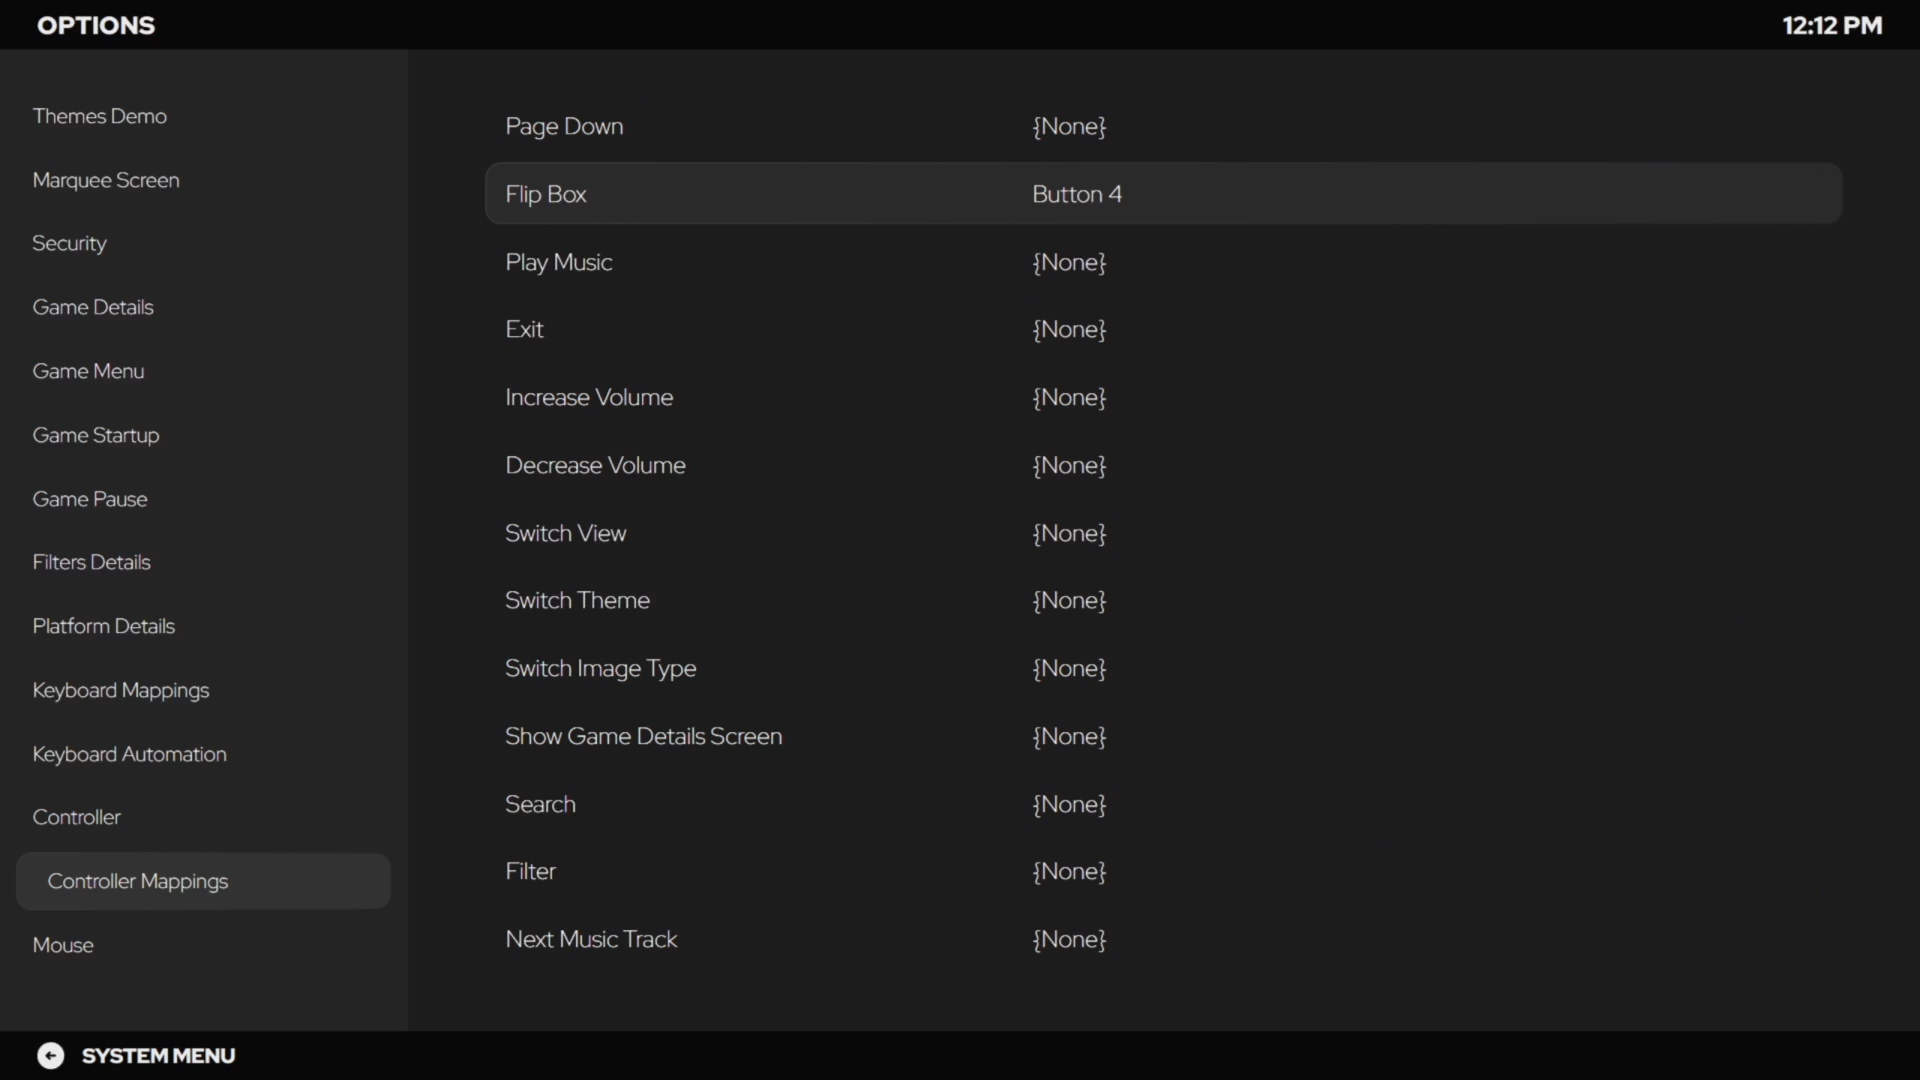 OPTIONS
12:12 PM
Themes Demo
Marquee Screen
Security
Game Details
Game Menu
Game Startup
Game Pause
Filters Details
Platform Details
Keyboard Mappings
Keyboard Automation
Controller
Controller Mappings
Mouse
Page Down {None}
Flip Box Button 4
Play Music {None}
Exit {None}
Increase Volume {None}
Decrease Volume {None}
Switch View {None}
Switch Theme {None}
Switch Image Type {None}
Show Game Details Screen {None}
Search {None}
Filter {None}
Next Music Track {None}
SYSTEM MENU